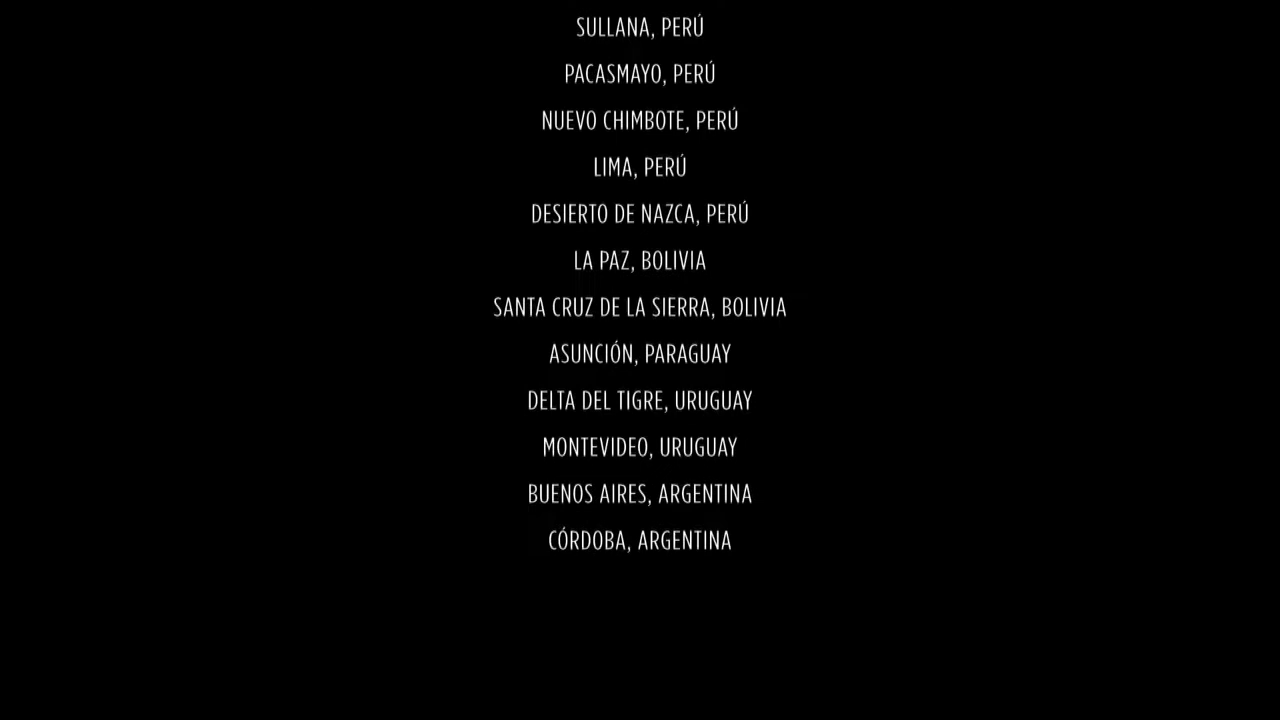 SULLANA, PERÚ
PACASMAYO, PERÚ
NUEVO CHIMBOTE, PERÚ
LIMA, PERÚ
DESIERTO DE NAZCA, PERÚ
LA PAZ, BOLIVIA
SANTA CRUZ DE LA SIERRA, BOLIVIA
ASUNCIÓN, PARAGUAY
DELTA DEL TIGRE, URUGUAY
MONTEVIDEO, URUGUAY
BUENOS AIRES, ARGENTINA
CÓRDOBA, ARGENTINA